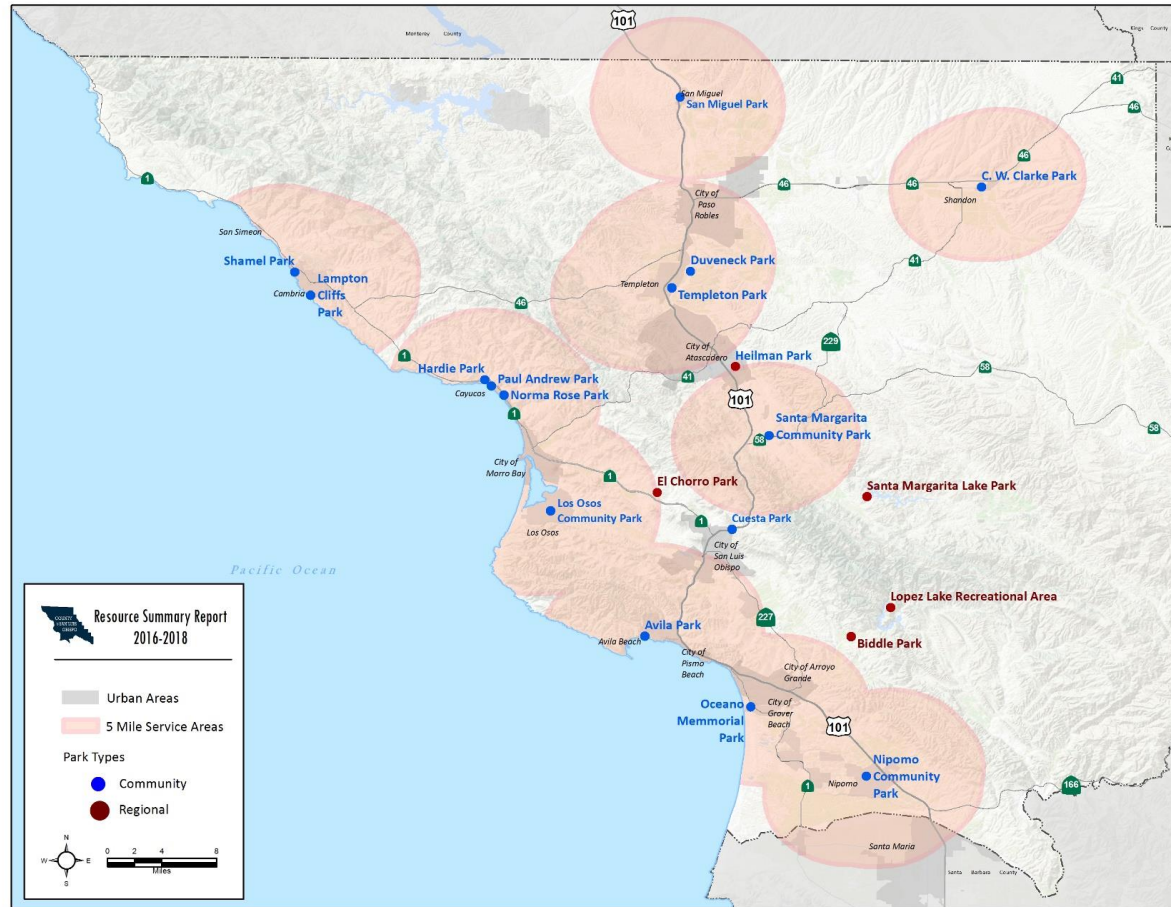 101
Monterey County
Kings County
41
46
San Miguel
San Miguel Park
C. W. Clarke Park
46
46
46
Shandon
1
City of
Paso
Robles
San Simeon
41
Shamel Park
Duveneck Park
Lampton
Cliffs
Park
Cambria
Templeton
Templeton Park
46
City of
Atascadero
229
Heilman Park
1
Hardie Park
Paul Andrew Park
41
58
Cayucos
Norma Rose Park
101
1
Santa Margarita
Community Park
58
58
City of
Morro Bay
1
El Chorro Park
Santa Margarita Lake Park
Los Osos
Community Park
Los Osos
1
Cuesta Park
City of
San Luis
Obispo
Pacific Ocean
Lopez Lake Recreational Area
227
Avila Park
Avila Beach
Biddle Park
City of
Pismo
Beach
City of Arroyo
Grande
Oceano
Memmorial
Park
City of
Grover
Beach
101
Nipomo
Community
Park
Nipomo
1
166
Santa Maria
Santa Barbara County
COUNTY
OBISPO
Resource Summary Report
2016-2018
Urban Areas
5 Mile Service Areas
Park Types
Community
Regional
N
W
E
S
0 2 4 8
Miles